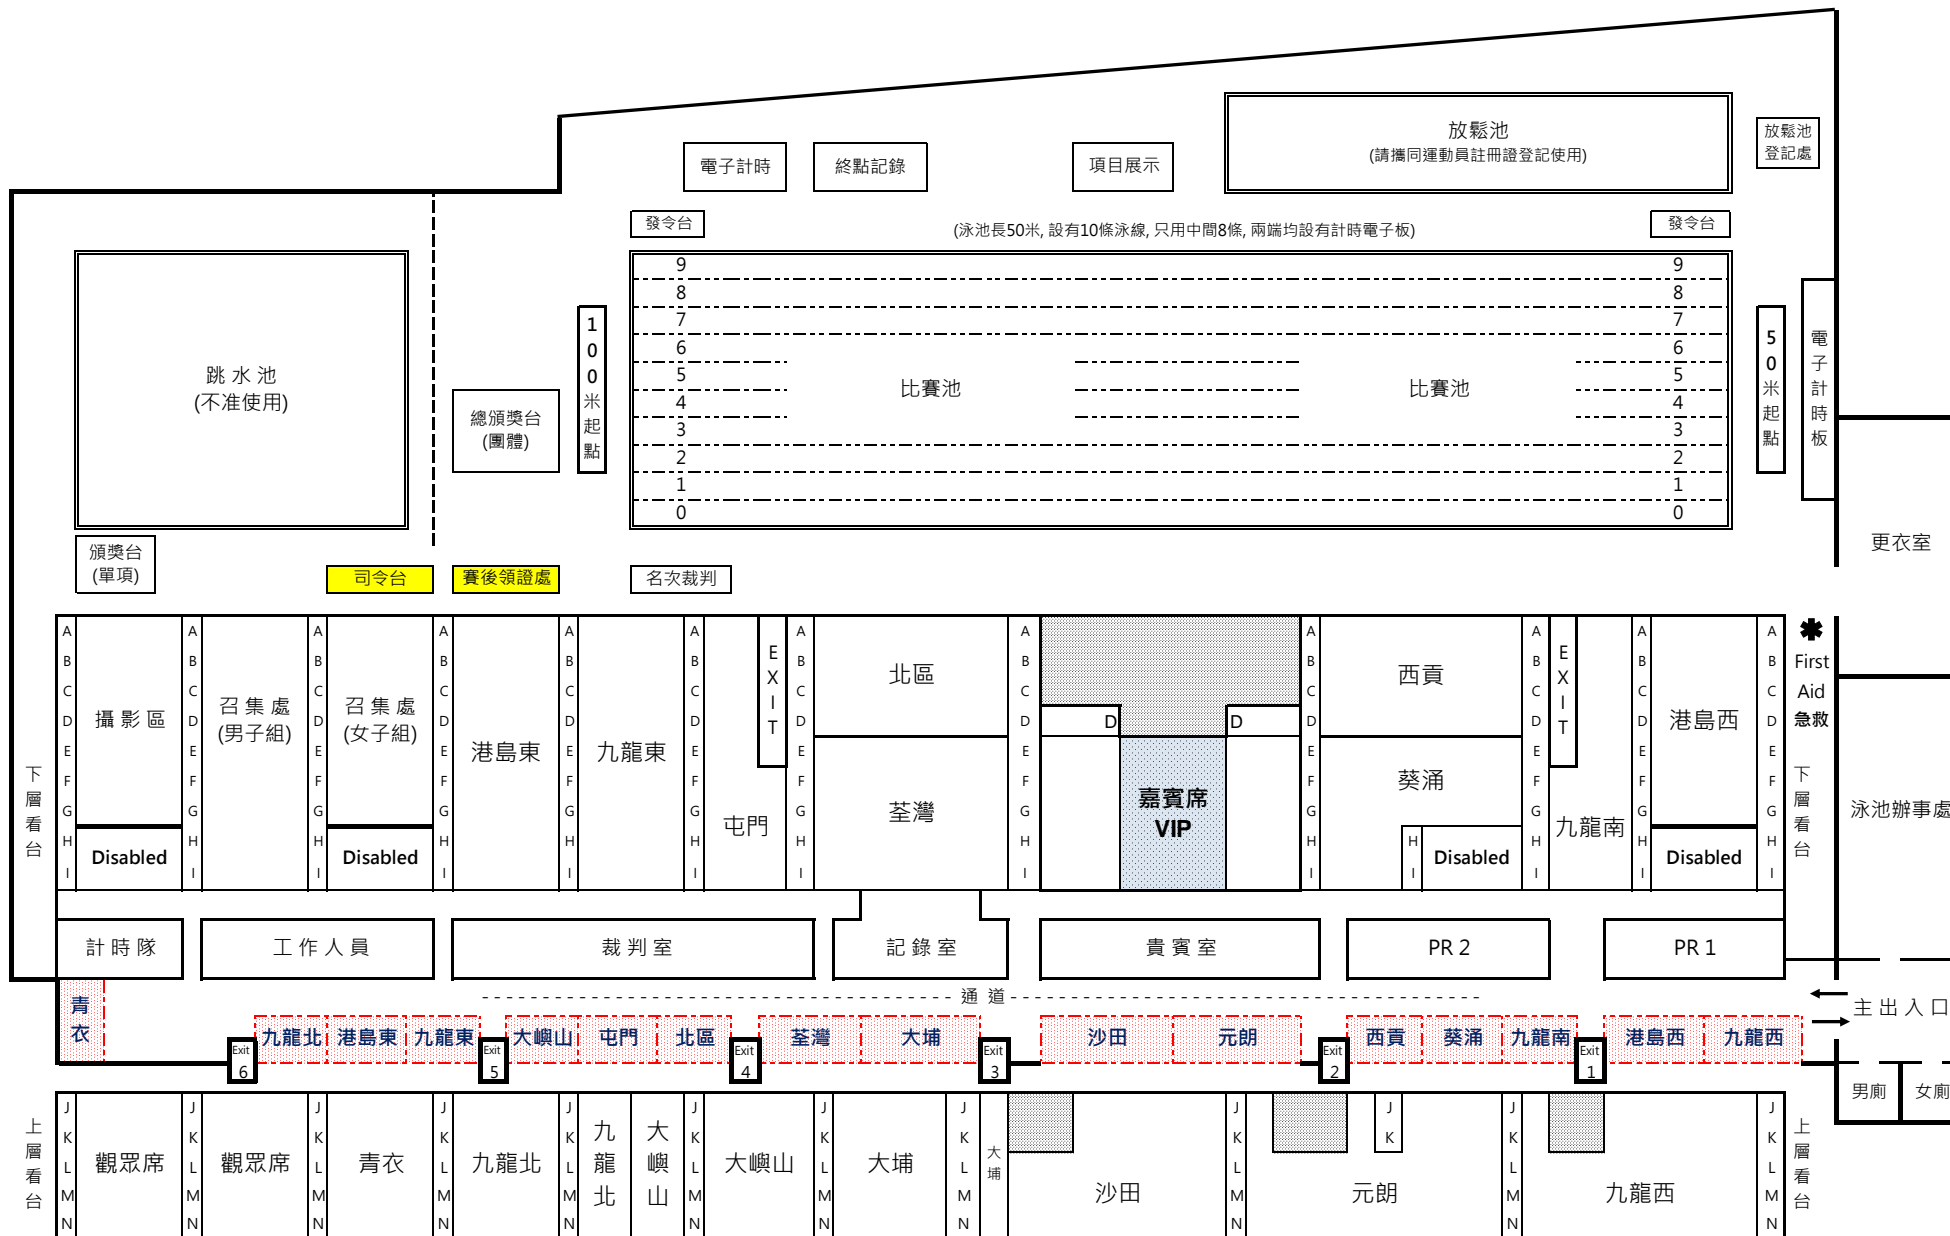 放鬆池
(請攜同運動員註冊證登記使用)
放鬆池
登記處
電子計時
終點記錄
項目展示
發令台
(泳池長50米, 設有10條泳線, 只用中間8條, 兩端均設有計時電子板)
發令台
跳 水 池
(不准使用)
總頒獎台
(團體)
100米起點
9 9
8 8
7 7
6 6
5 5
4 4
3 3
2 2
1 1
0 0
比賽池
比賽池
50米起點
電子計時板
更衣室
頒獎台
(單項)
司令台
賽後領證處
名次裁判
下層看台
A B C D E F G H I
攝 影 區
Disabled
A B C D E F G H I
召 集 處
(男子組)
A B C D E F G H I
召 集 處
(女子組)
Disabled
A B C D E F G H I
港島東
A B C D E F G H I
九龍東
A B C D E F G H I
屯門
EXIT
A B C D E F G H I
北區
荃灣
A B C D E F G H I
D
D
嘉賓席
VIP
A B C D E F G H I
西貢
葵涌
H I
Disabled
A B C D E F G H I
EXIT
九龍南
A B C D E F G H I
港島西
Disabled
A B C D E F G H I
✱
First
Aid
急救
下層看台
泳池辦事處
計 時 隊
工 作 人 員
裁 判 室
記 錄 室
貴 賓 室
PR 2
PR 1
通 道
主 出 入 口
青衣
Exit
6
九龍北
港島東
九龍東
Exit
5
大嶼山
屯門
北區
Exit
4
荃灣
大埔
Exit
3
沙田
元朗
Exit
2
西貢
葵涌
九龍南
Exit
1
港島西
九龍西
男廁
女廁
上層看台
J K L M N
觀眾席
J K L M N
觀眾席
J K L M N
青衣
J K L M N
九龍北
J K L M N
九龍北
大嶼山
J K L M N
大嶼山
J K L M N
大埔
J K L M N
大埔
沙田
J K L M N
元朗
J K
J K L M N
九龍西
J K L M N
上層看台